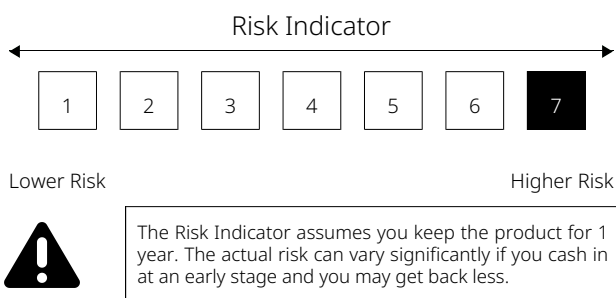 Risk Indicator
1 2 3 4 5 6 7
Lower Risk Higher Risk
The Risk Indicator assumes you keep the product for 1
year. The actual risk can vary significantly if you cash in
at an early stage and you may get back less.